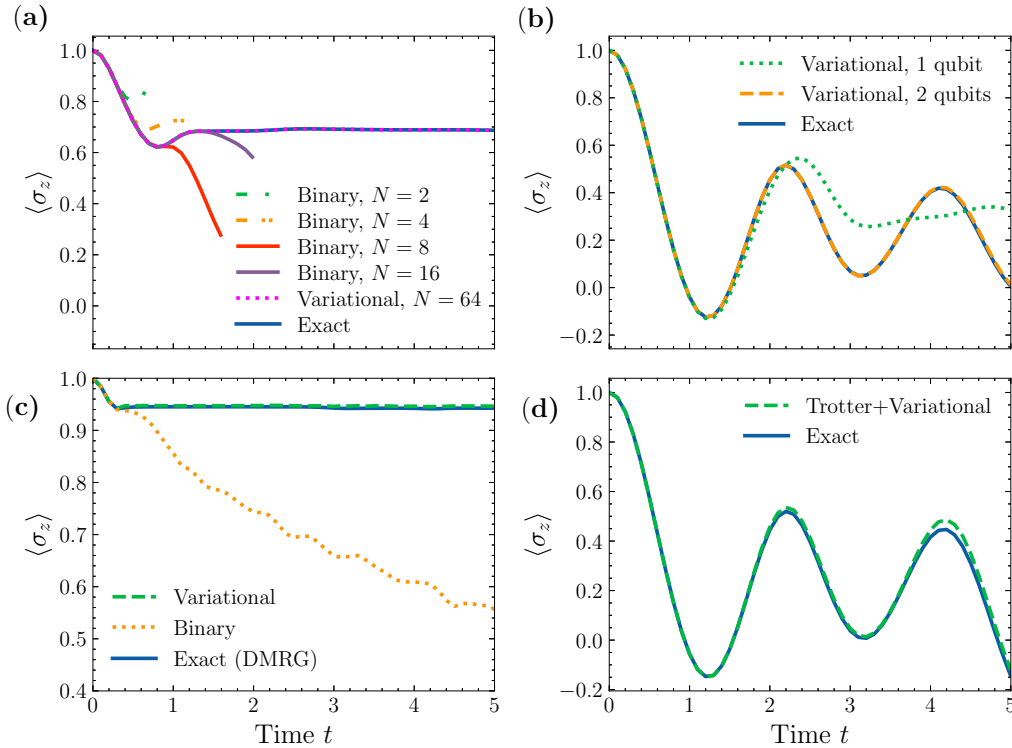 (a)
1.0
0.8
0.6
0.4
0.2
0.0
⟨σz⟩
Binary, N = 2
Binary, N = 4
Binary, N = 8
Binary, N = 16
Variational, N = 64
Exact
(b)
1.0
0.8
0.6
0.4
0.2
0.0
−0.2
⟨σz⟩
Variational, 1 qubit
Variational, 2 qubits
Exact
(c)
1.0
0.9
0.8
0.7
0.6
0.5
0.4
⟨σz⟩
Variational
Binary
Exact (DMRG)
0 1 2 3 4 5
Time t
(d)
1.0
0.8
0.6
0.4
0.2
0.0
−0.2
⟨σz⟩
Trotter+Variational
Exact
0 1 2 3 4 5
Time t